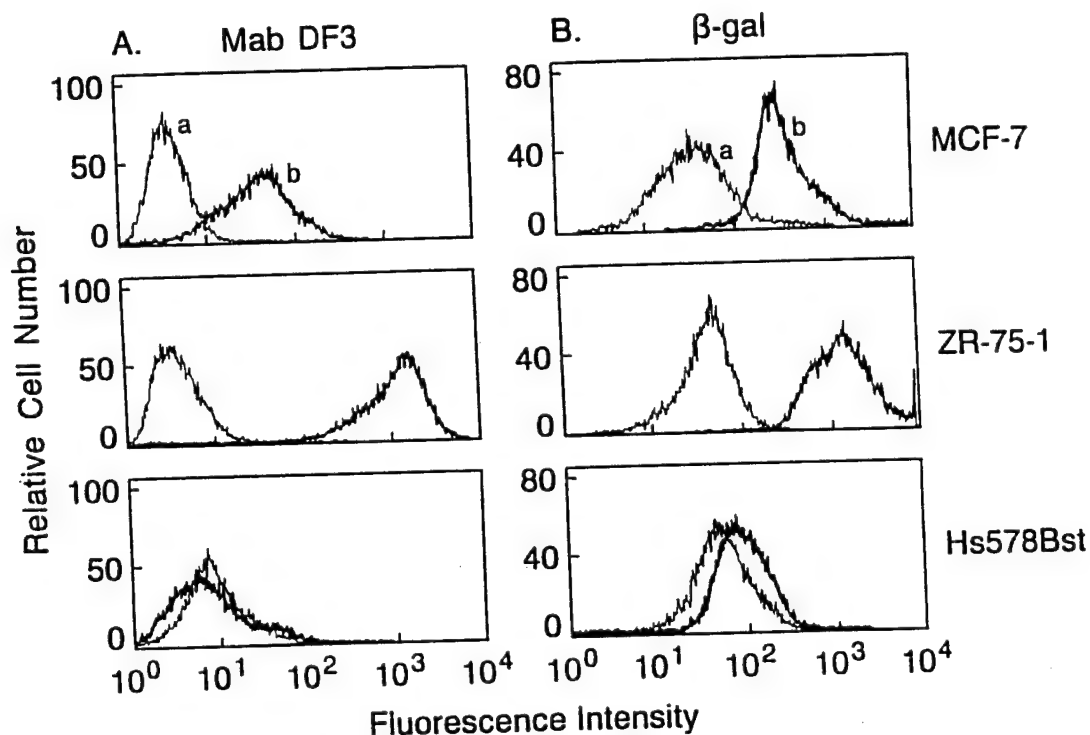 A. Mab DF3
B. β-gal
100
50
0
a
b
80
40
0
a
b
MCF-7
100
50
0
80
40
0
ZR-75-1
100
50
0
80
40
0
Hs578Bst
10⁰ 10¹ 10² 10³ 10⁴
10⁰ 10¹ 10² 10³ 10⁴
Relative Cell Number
Fluorescence Intensity